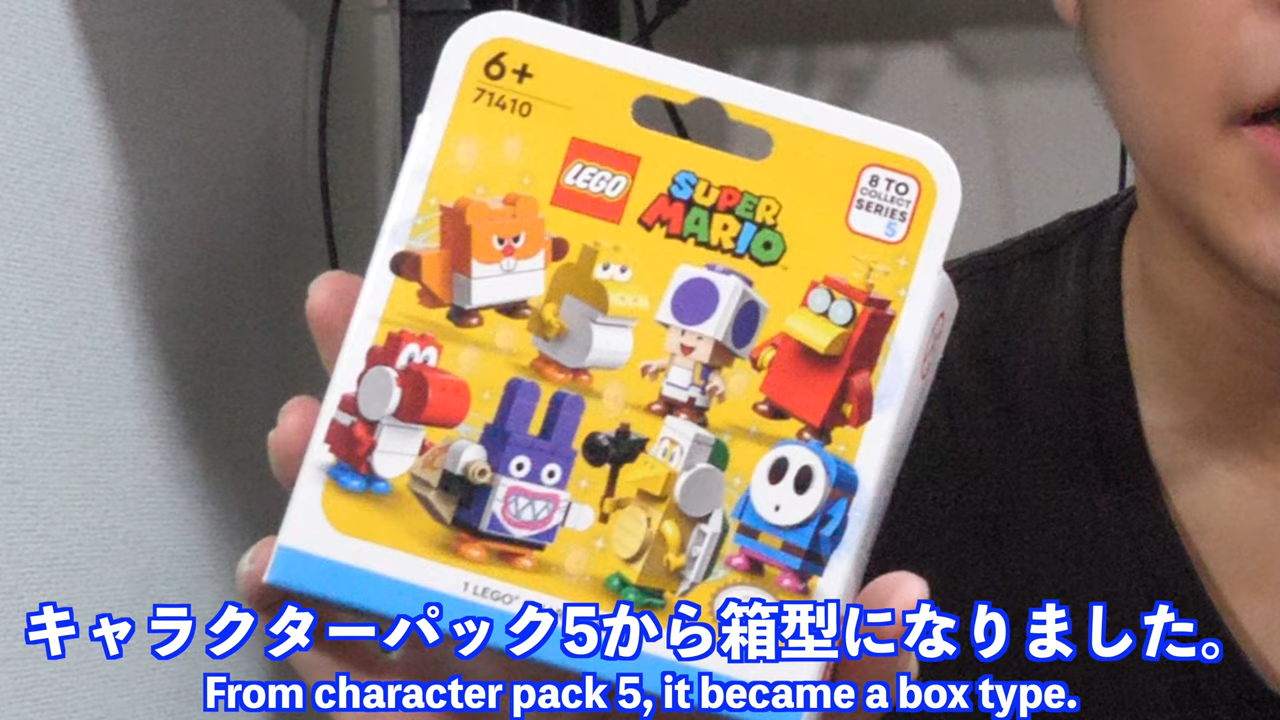 6+
71410
LEGO
SUPER
MARIO
8 TO
COLLECT
SERIES
5
1 LEGO
キャラクターパック5から箱型になりました。
From character pack 5, it became a box type.